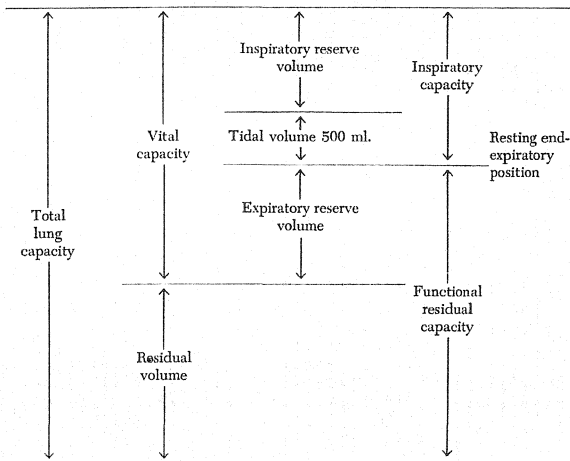 Inspiratory reserve
volume
Inspiratory
capacity
Tidal volume 500 ml.
Vital
capacity
Resting end-
expiratory
position
Total
lung
capacity
Expiratory reserve
volume
Functional
residual
capacity
Residual
volume